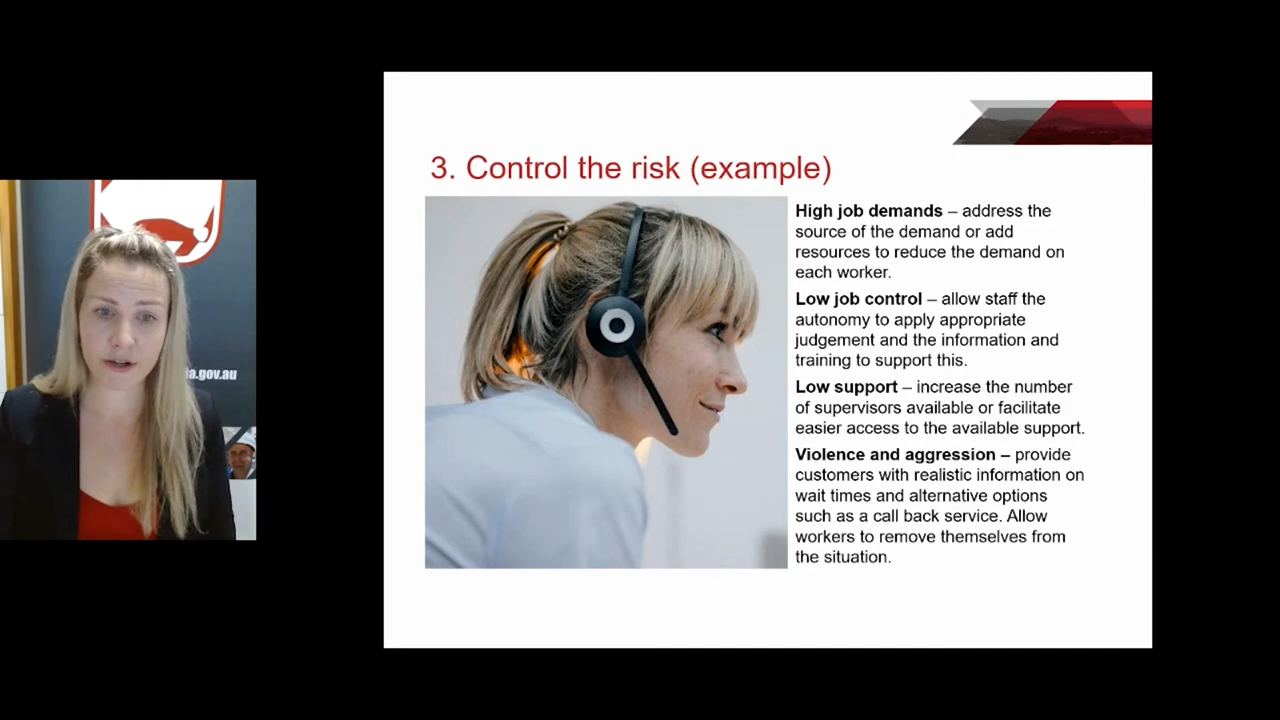 3. Control the risk (example)
High job demands – address the
source of the demand or add
resources to reduce the demand on
each worker.
Low job control – allow staff the
autonomy to apply appropriate
judgement and the information and
training to support this.
Low support – increase the number
of supervisors available or facilitate
easier access to the available support.
Violence and aggression – provide
customers with realistic information on
wait times and alternative options
such as a call back service. Allow
workers to remove themselves from
the situation.
a.gov.au